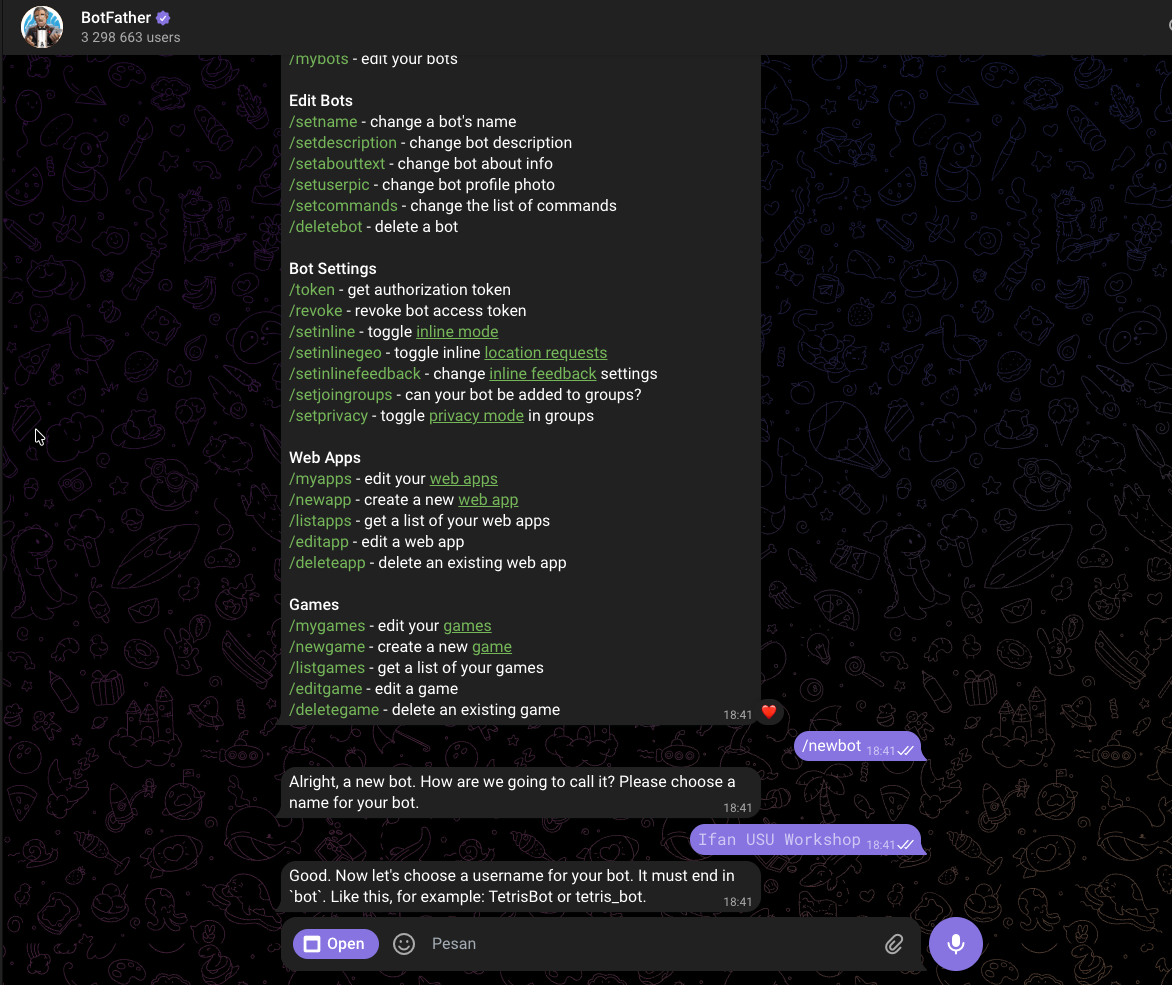 BotFather
3 298 663 users
/mybots - edit your bots
Edit Bots
/setname - change a bot's name
/setdescription - change bot description
/setabouttext - change bot about info
/setuserpic - change bot profile photo
/setcommands - change the list of commands
/deletebot - delete a bot
Bot Settings
/token - get authorization token
/revoke - revoke bot access token
/setinline - toggle inline mode
/setinlinegeo - toggle inline location requests
/setinlinefeedback - change inline feedback settings
/setjoingroups - can your bot be added to groups?
/setprivacy - toggle privacy mode in groups
Web Apps
/myapps - edit your web apps
/newapp - create a new web app
/listapps - get a list of your web apps
/editapp - edit a web app
/deleteapp - delete an existing web app
Games
/mygames - edit your games
/newgame - create a new game
/listgames - get a list of your games
/editgame - edit a game
/deletegame - delete an existing game
18:41
/newbot 18:41
Alright, a new bot. How are we going to call it? Please choose a
name for your bot.
18:41
Ifan USU Workshop 18:41
Good. Now let's choose a username for your bot. It must end in
`bot`. Like this, for example: TetrisBot or tetris_bot.
18:41
Open
Pesan